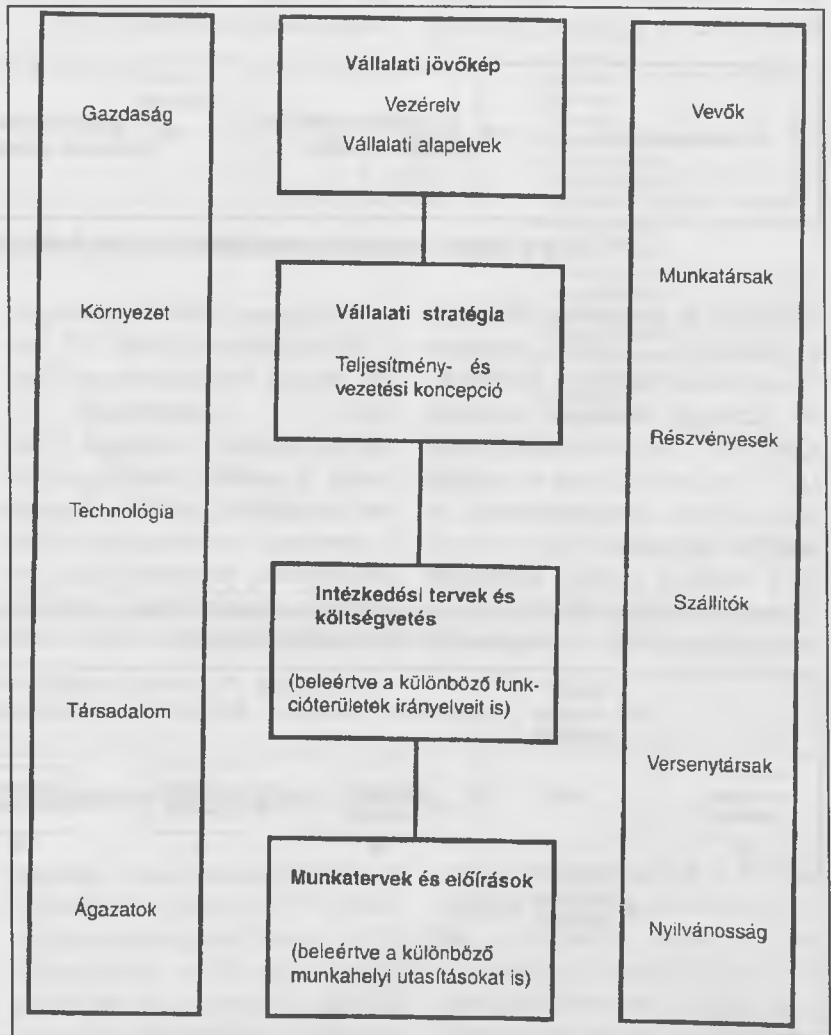 Gazdaság
Környezet
Technológia
Társadalom
Ágazatok
Vállalati jövőkép
Vezérelv
Vállalati alapelvek
Vállalati stratégia
Teljesítmény- és
vezetési koncepció
Intézkedési tervek és
költségvetés
(beleértve a különböző funk-
cióterületek irányelveit is)
Munkatervek és előírások
(beleértve a különböző
munkahelyi utasításokat is)
Vevők
Munkatársak
Részvényesek
Szállítók
Versenytársak
Nyilvánosság